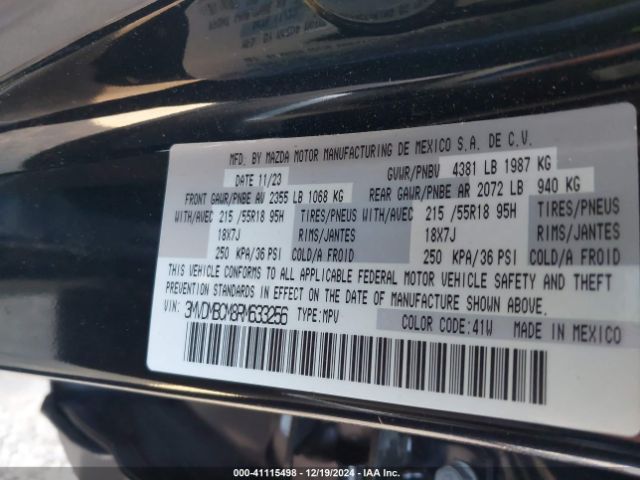 MFD. BY MAZDA MOTOR MANUFACTURING DE MEXICO S.A. DE C.V.
DATE 11/23 GVWR/PNBV 4381 LB 1987 KG
FRONT GAWR/PNBE AV 2355 LB 1068 KG REAR GAWR/PNBE AR 2072 LB 940 KG
WITH/AVEC 215 /55R18 95H TIRES/PNEUS WITH/AVEC 215 /55R18 95H TIRES/PNEUS
18X7J RIMS/JANTES 18X7J RIMS/JANTES
250 KPA/36 PSI COLD/A FROID 250 KPA/36 PSI COLD/A FROID
THIS VEHICLE CONFORMS TO ALL APPLICABLE FEDERAL MOTOR VEHICLE SAFETY AND THEFT
PREVENTION STANDARDS IN EFFECT ON THE DATE OF MANUFACTURE SHOWN ABOVE.
VIN: 3MVDMBCM8RM633256 TYPE:MPV
COLOR CODE:41W MADE IN MEXICO
000-41115498 - 12/19/2024 - IAA Inc.